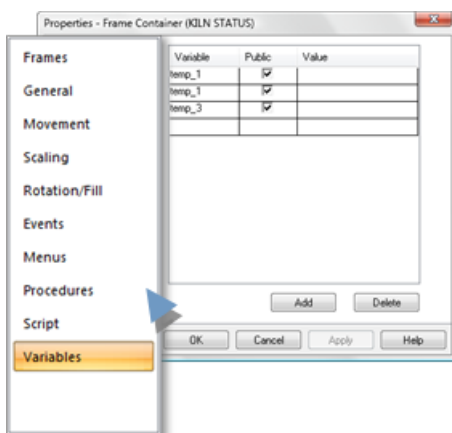 Properties - Frame Container (KILN STATUS)
Frames
General
Movement
Scaling
Rotation/Fill
Events
Menus
Procedures
Script
Variables
Variable Public Value
temp_1
temp_1
temp_3
Add Delete
OK Cancel Apply Help